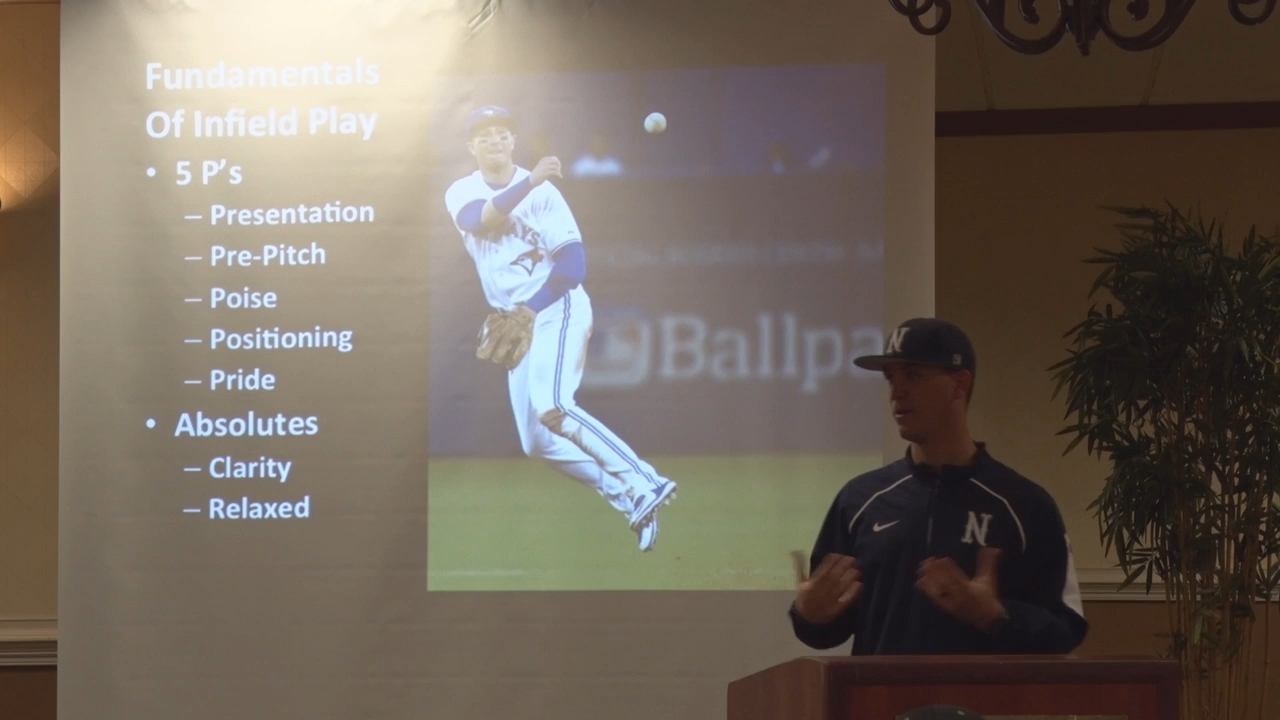 Fundamentals
Of Infield Play
• 5 P's
– Presentation
– Pre-Pitch
– Poise
– Positioning
– Pride
• Absolutes
– Clarity
– Relaxed
Ballpa
N
N